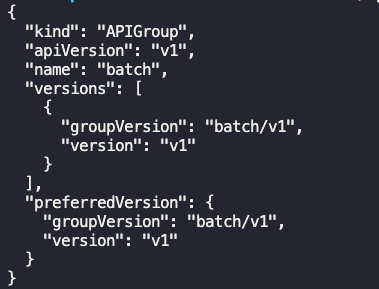 {
  "kind": "APIGroup",
  "apiVersion": "v1",
  "name": "batch",
  "versions": [
    {
      "groupVersion": "batch/v1",
      "version": "v1"
    }
  ],
  "preferredVersion": {
    "groupVersion": "batch/v1",
    "version": "v1"
  }
}